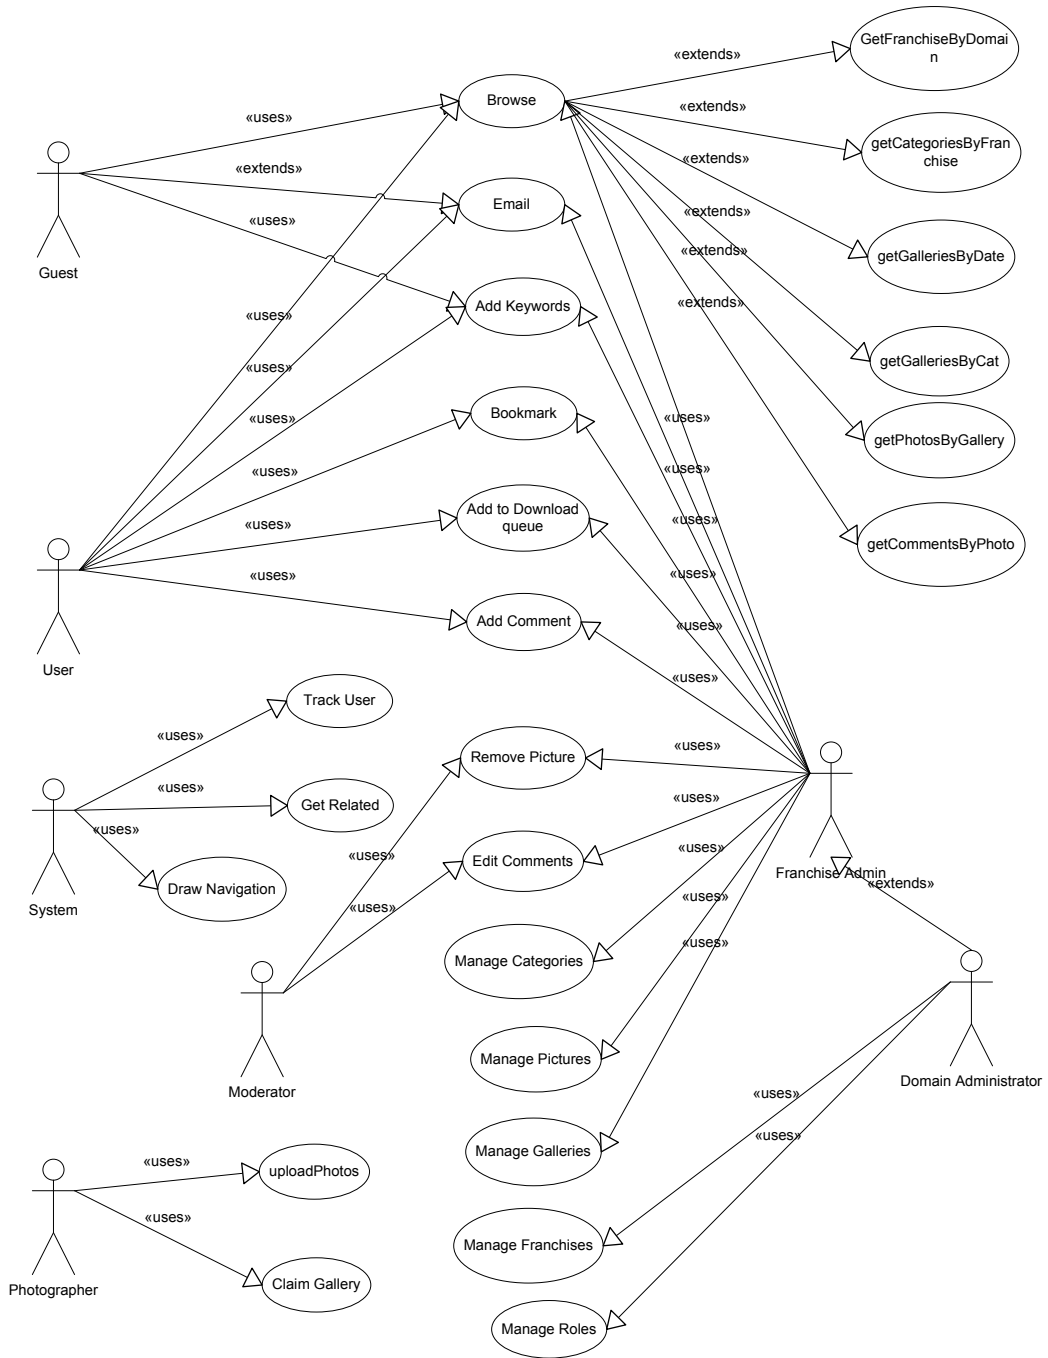 GetFranchiseByDomai
n
«extends»
Browse
«extends»
«uses»
getCategoriesByFran
chise
«extends»
«extends»
Email
«extends»
«uses»
getGalleriesByDate
«extends»
Guest
«extends»
Add Keywords
«uses»
getGalleriesByCat
«uses»
Bookmark
«uses»
«uses»
getPhotosByGallery
«uses»
«uses»
Add to Download
queue
«uses»
«uses»
getCommentsByPhoto
«uses»
«uses»
Add Comment
«uses»
User
«uses»
Track User
«uses»
«uses»
Remove Picture
«uses»
Get Related
«uses»
«uses»
«uses»
«uses»
Edit Comments
Franchise Admin
«extends»
Draw Navigation
«uses»
System
«uses»
«uses»
Manage Categories
Manage Pictures
Domain Administrator
Moderator
«uses»
«uses»
Manage Galleries
«uses»
uploadPhotos
«uses»
Manage Franchises
Photographer
Claim Gallery
Manage Roles